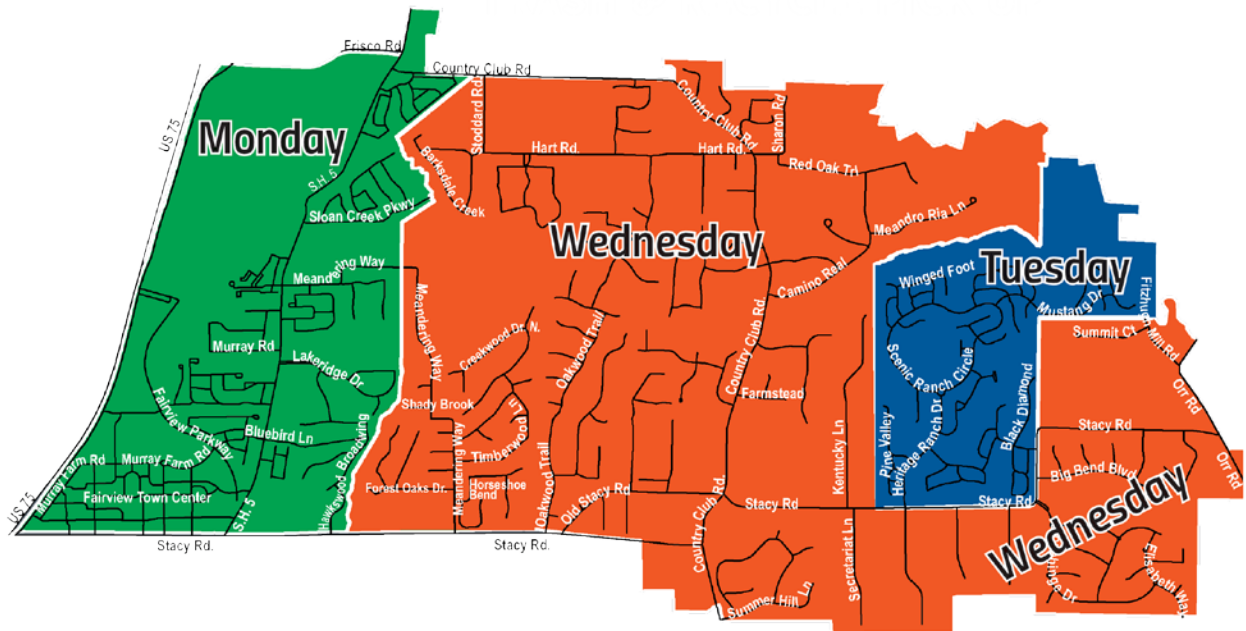 Frisco Rd
Country Club Rd
US 75
Monday
S.H. 5
Stoddard Rd
Hart Rd.
Country Club Rd
Hart Rd.
Sharon Rd
Barksdale Creek
Red Oak Trl
Sloan Creek Pkwy
Meandro Ria Ln
Wednesday
Tuesday
Meandering Way
Winged Foot
Camino Real
Mustang Dr
Fitzhugh Mill Rd
Summit Ct
Meandering Way
Creekwood Dr. N.
Oakwood Trail
Country Club Rd.
Murray Rd
Lakeridge Dr
Scenic Ranch Circle
Orr Rd
Shady Brook
Farmstead
Fairview Parkway
Bluebird Ln
Hawkswood
Broadwing
Meandering Way
Timberwood Ln
Oakwood Trail
Kentucky Ln
Pine Valley
Heritage Ranch Dr
Black Diamond
Stacy Rd
Orr Rd
Murray Farm Rd
Murray Farm Rd
Forest Oaks Dr.
Horseshoe
Bend
Old Stacy Rd
Big Bend Blvd
Fairview Town Center
Country Club Rd.
Stacy Rd
Stacy Rd
Wednesday
US 75
S.H. 5
Stacy Rd.
Stacy Rd.
Secretariat Ln
Elisabeth Way.
Summer Hill Ln